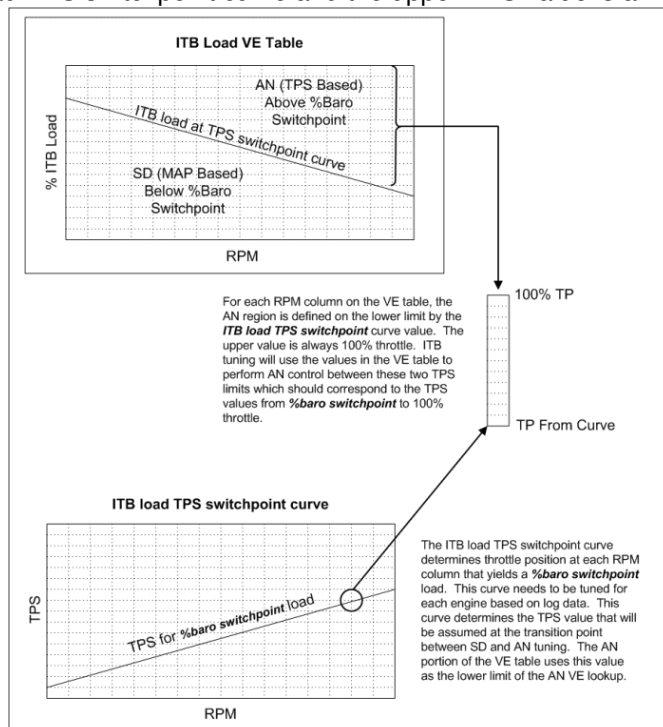 ITB Load VE Table
AN (TPS Based)
Above %Baro
Switchpoint
ITB load at TPS switchpoint curve
% ITB Load
SD (MAP Based)
Below %Baro
Switchpoint
RPM
100% TP
For each RPM column on the VE table, the
AN region is defined on the lower limit by the
ITB load TPS switchpoint curve value. The
upper value is always 100% throttle. ITB
tuning will use the values in the VE table to
perform AN control between these two TPS
limits which should correspond to the TPS
values from %baro switchpoint to 100%
throttle.
TP From Curve
ITB load TPS switchpoint curve
TPS
TPS for %baro switchpoint load
RPM
The ITB load TPS switchpoint curve
determines throttle position at each RPM
column that yields a %baro switchpoint
load. This curve needs to be tuned for
each engine based on log data. This
curve determines the TPS value that will
be assumed at the transition point
between SD and AN tuning. The AN
portion of the VE table uses this value
as the lower limit of the AN VE lookup.